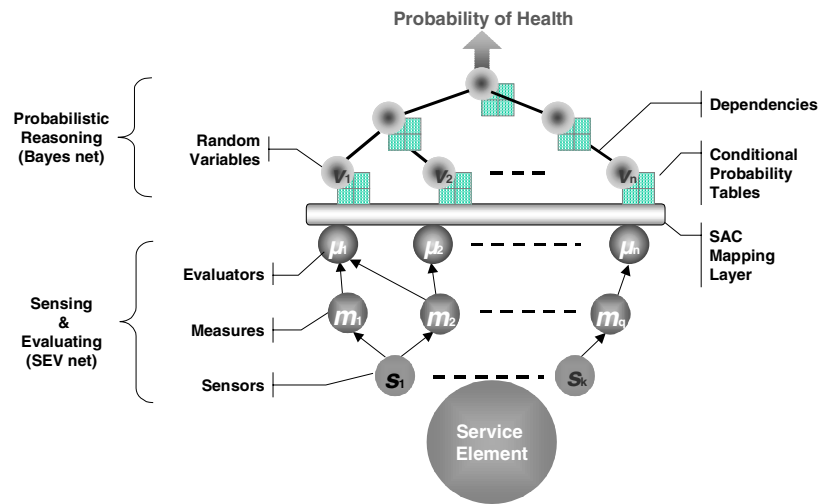 Probability of Health
Probabilistic
Reasoning
(Bayes net)
Random
Variables
Dependencies
Conditional
Probability
Tables
v1
v2
vn
SAC
Mapping
Layer
μ1
μ2
μn
Evaluators
Sensing
&
Evaluating
(SEV net)
m1
m2
mq
Measures
Sensors
s1
sk
Service
Element